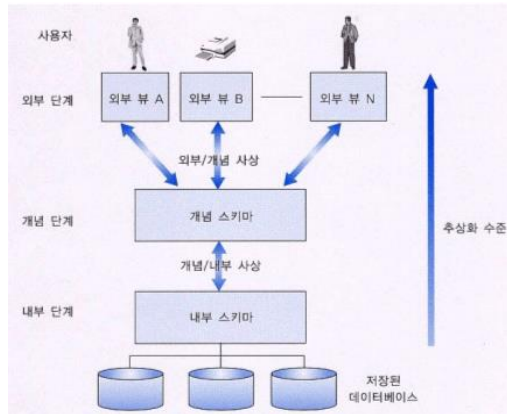 사용자
외부 단계
외부 뷰 A
외부 뷰 B
외부 뷰 N
외부/개념 사상
개념 단계
개념 스키마
추상화 수준
개념/내부 사상
내부 단계
내부 스키마
저장된
데이터베이스